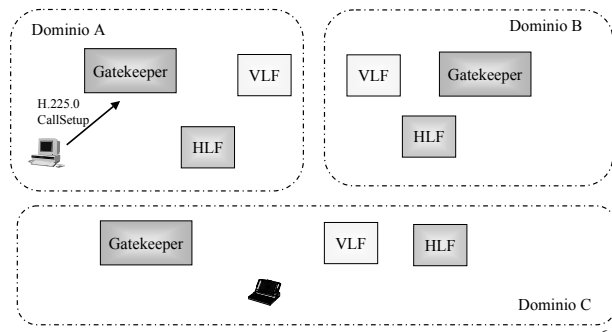 Dominio A
Gatekeeper
VLF
H.225.0
CallSetup
HLF
Dominio B
VLF
Gatekeeper
HLF
Gatekeeper
VLF
HLF
Dominio C